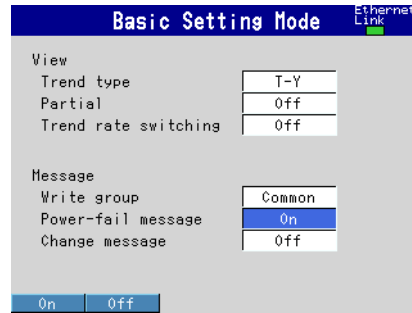 Basic Setting Mode
Ethernet
Link
View
Trend type T-Y
Partial Off
Trend rate switching Off
Message
Write group Common
Power-fail message On
Change message Off
On Off